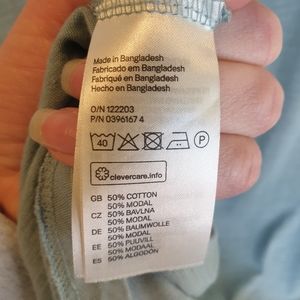 Made in Bangladesh
Fabricado em Bangladesh
Fabriqué en Bangladesh
Hecho en Bangladesh
O/N 122203
P/N 0396167 4
40 P
clevercare.info
GB 50% COTTON
50% MODAL
CZ 50% BAVLNA
50% MODAL
DE 50% BAUMWOLLE
50% MODAL
EE 50% PUUVILL
50% MODAAL
ES 50% ALGODÓN